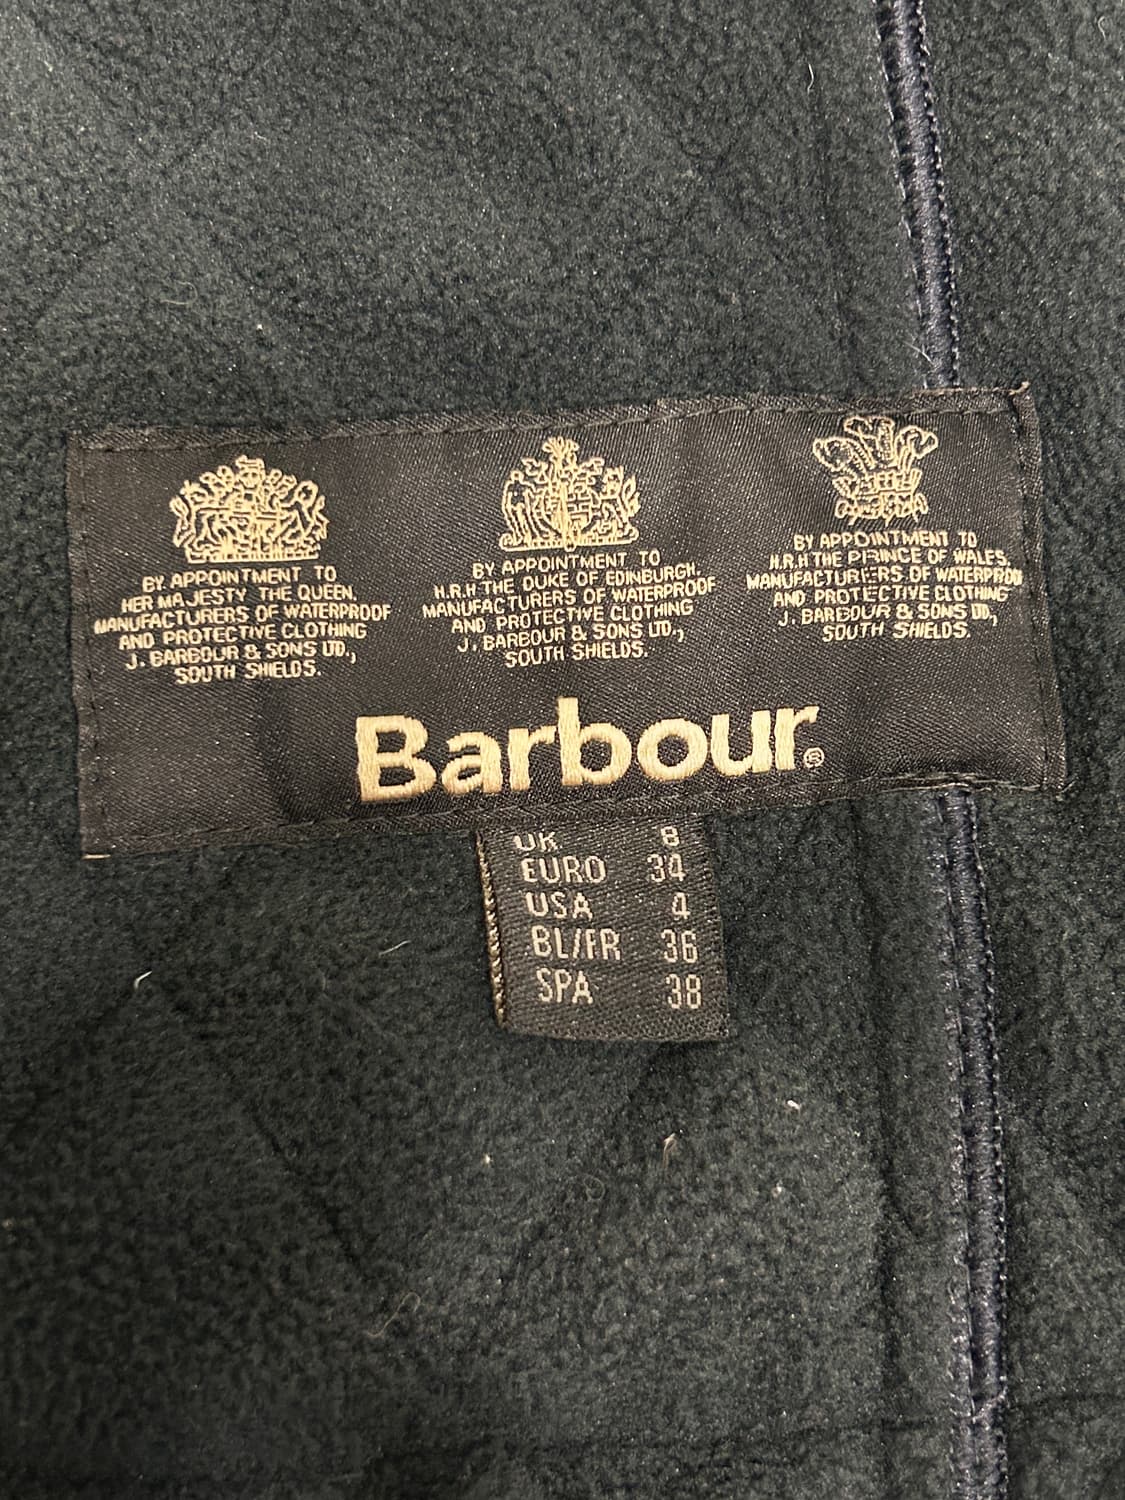 BY APPOINTMENT TO
HER MAJESTY THE QUEEN,
MANUFACTURERS OF WATERPROOF
AND PROTECTIVE CLOTHING
J. BARBOUR & SONS LTD.,
SOUTH SHIELDS.
BY APPOINTMENT TO
H.R.H THE DUKE OF EDINBURGH,
MANUFACTURERS OF WATERPROOF
AND PROTECTIVE CLOTHING
J. BARBOUR & SONS LTD.,
SOUTH SHIELDS.
BY APPOINTMENT TO
H.R.H THE PRINCE OF WALES,
MANUFACTURERS OF WATERPROO
AND PROTECTIVE CLOTHING
J. BARBOUR & SONS LTD.,
SOUTH SHIELDS.
Barbour®
UK 8
EURO 34
USA 4
BL/FR 36
SPA 38